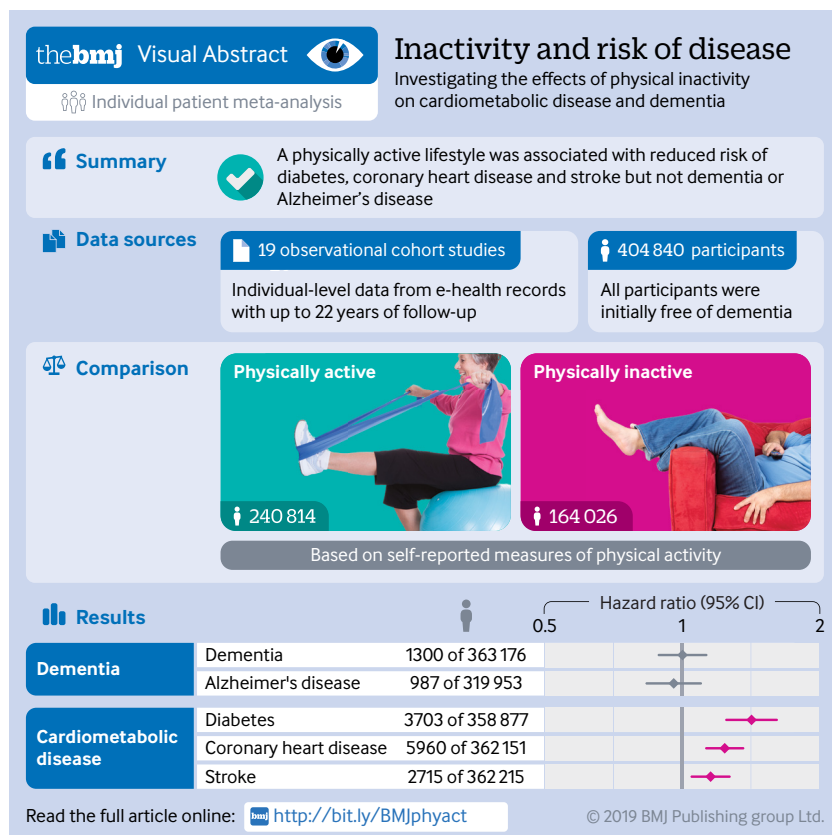 thebmj Visual Abstract
Individual patient meta-analysis
Inactivity and risk of disease
Investigating the effects of physical inactivity
on cardiometabolic disease and dementia
Summary
A physically active lifestyle was associated with reduced risk of
diabetes, coronary heart disease and stroke but not dementia or
Alzheimer's disease
Data sources
19 observational cohort studies
Individual-level data from e-health records
with up to 22 years of follow-up
404 840 participants
All participants were
initially free of dementia
Comparison
Physically active
240 814
Physically inactive
164 026
Based on self-reported measures of physical activity
Results
Hazard ratio (95% CI)
0.5 1 2
Dementia
Dementia 1300 of 363 176
Alzheimer's disease 987 of 319 953
Cardiometabolic
disease
Diabetes 3703 of 358 877
Coronary heart disease 5960 of 362 151
Stroke 2715 of 362 215
Read the full article online: bmj http://bit.ly/BMJphyact
© 2019 BMJ Publishing group Ltd.